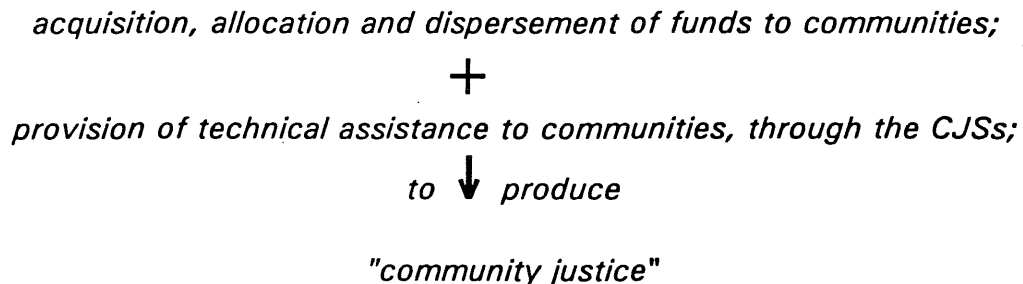 acquisition, allocation and dispersement of funds to communities;
+
provision of technical assistance to communities, through the CJSs;
to ↓ produce
"community justice"